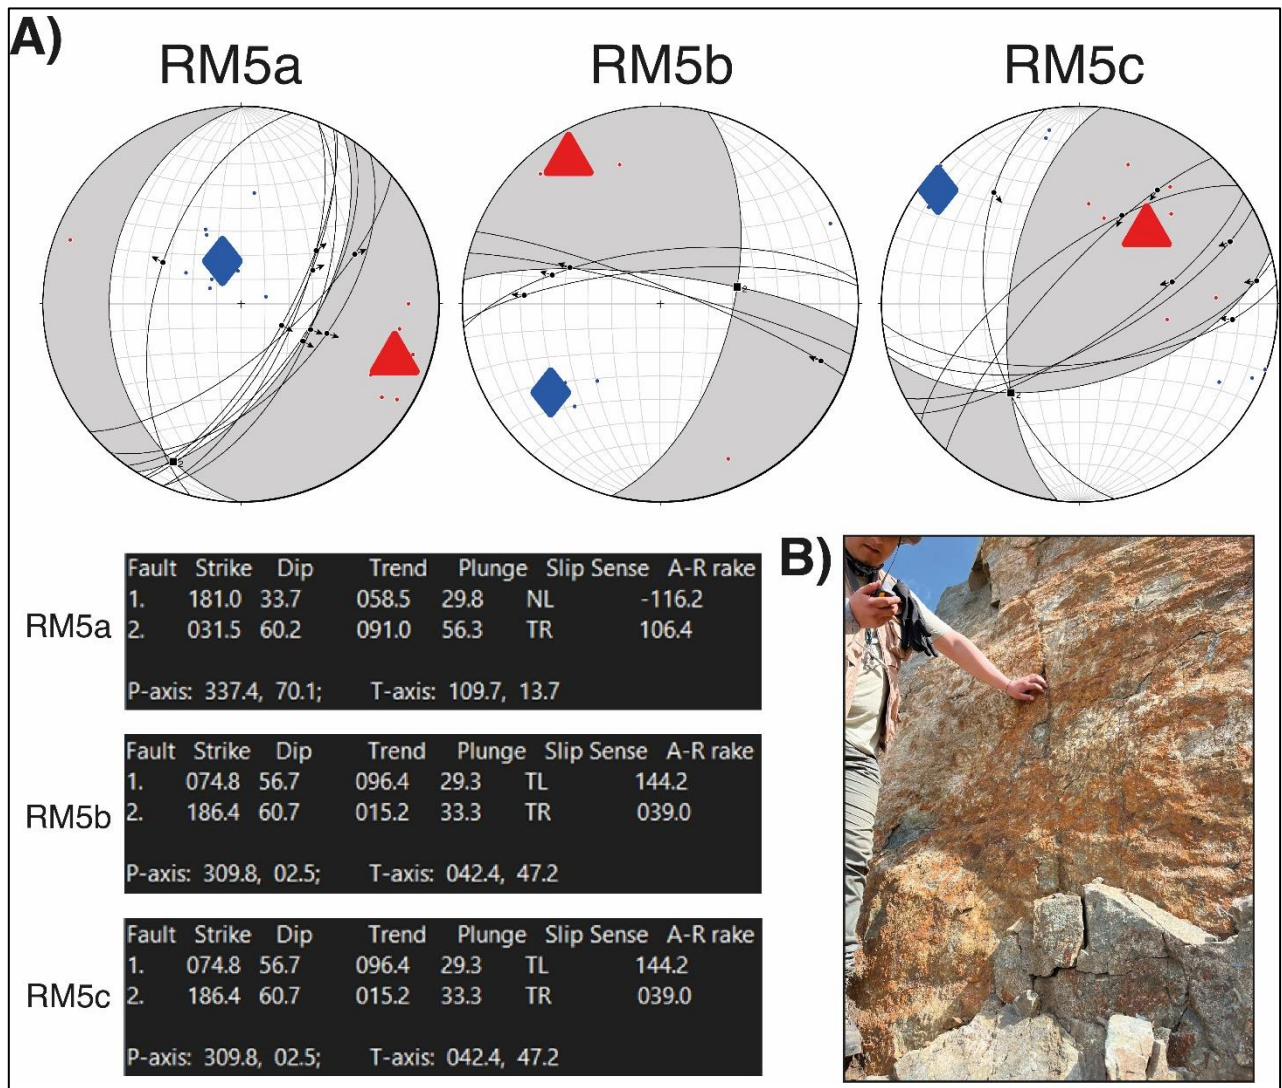 A)
RM5a RM5b RM5c
2 2 2
Fault Strike Dip Trend Plunge Slip Sense A-R rake
1. 181.0 33.7 058.5 29.8 NL -116.2
RM5a 2. 031.5 60.2 091.0 56.3 TR 106.4
P-axis: 337.4, 70.1; T-axis: 109.7, 13.7
Fault Strike Dip Trend Plunge Slip Sense A-R rake
1. 074.8 56.7 096.4 29.3 TL 144.2
RM5b 2. 186.4 60.7 015.2 33.3 TR 039.0
P-axis: 309.8, 02.5; T-axis: 042.4, 47.2
Fault Strike Dip Trend Plunge Slip Sense A-R rake
1. 074.8 56.7 096.4 29.3 TL 144.2
RM5c 2. 186.4 60.7 015.2 33.3 TR 039.0
P-axis: 309.8, 02.5; T-axis: 042.4, 47.2
B)